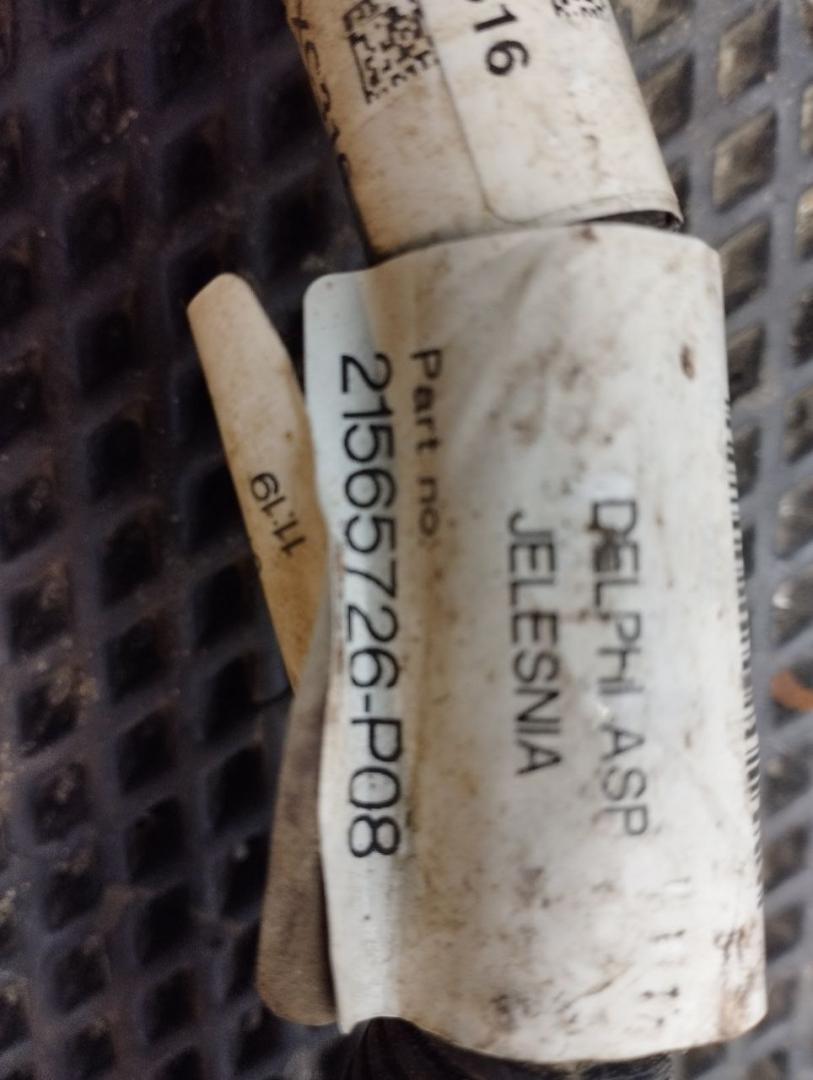 16
DELPHI ASP
JELESNIA
Part no
21565726-P08
11:19